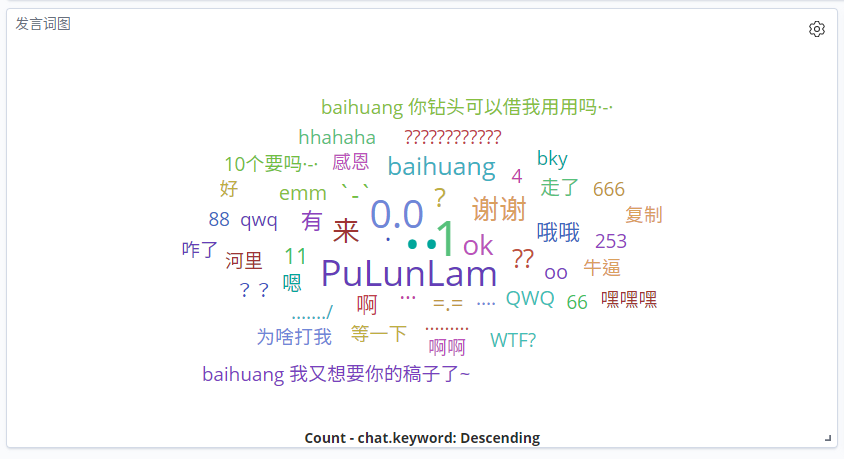 发言词图
baihuang 你钻头可以借我用用吗·-·
hhahaha ????????????
10个要吗·-· 感恩 baihuang 4 bky
好 emm `-` ? 谢谢 走了 666
88 qwq 有 来 0.0 哦哦 253 复制
咋了 河里 11 . .. 1 ok ?? oo 牛逼
？？ 嗯 PuLunLam QWQ 66 嘿嘿嘿
......./ 啊 ... =.= ....
为啥打我 等一下 ......... 啊啊 WTF?
baihuang 我又想要你的稿子了~
Count - chat.keyword: Descending